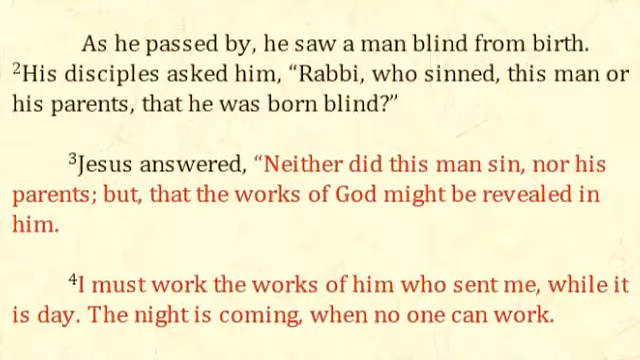 As he passed by, he saw a man blind from birth.
²His disciples asked him, “Rabbi, who sinned, this man or
his parents, that he was born blind?”
³Jesus answered, “Neither did this man sin, nor his
parents; but, that the works of God might be revealed in
him.
⁴I must work the works of him who sent me, while it
is day. The night is coming, when no one can work.